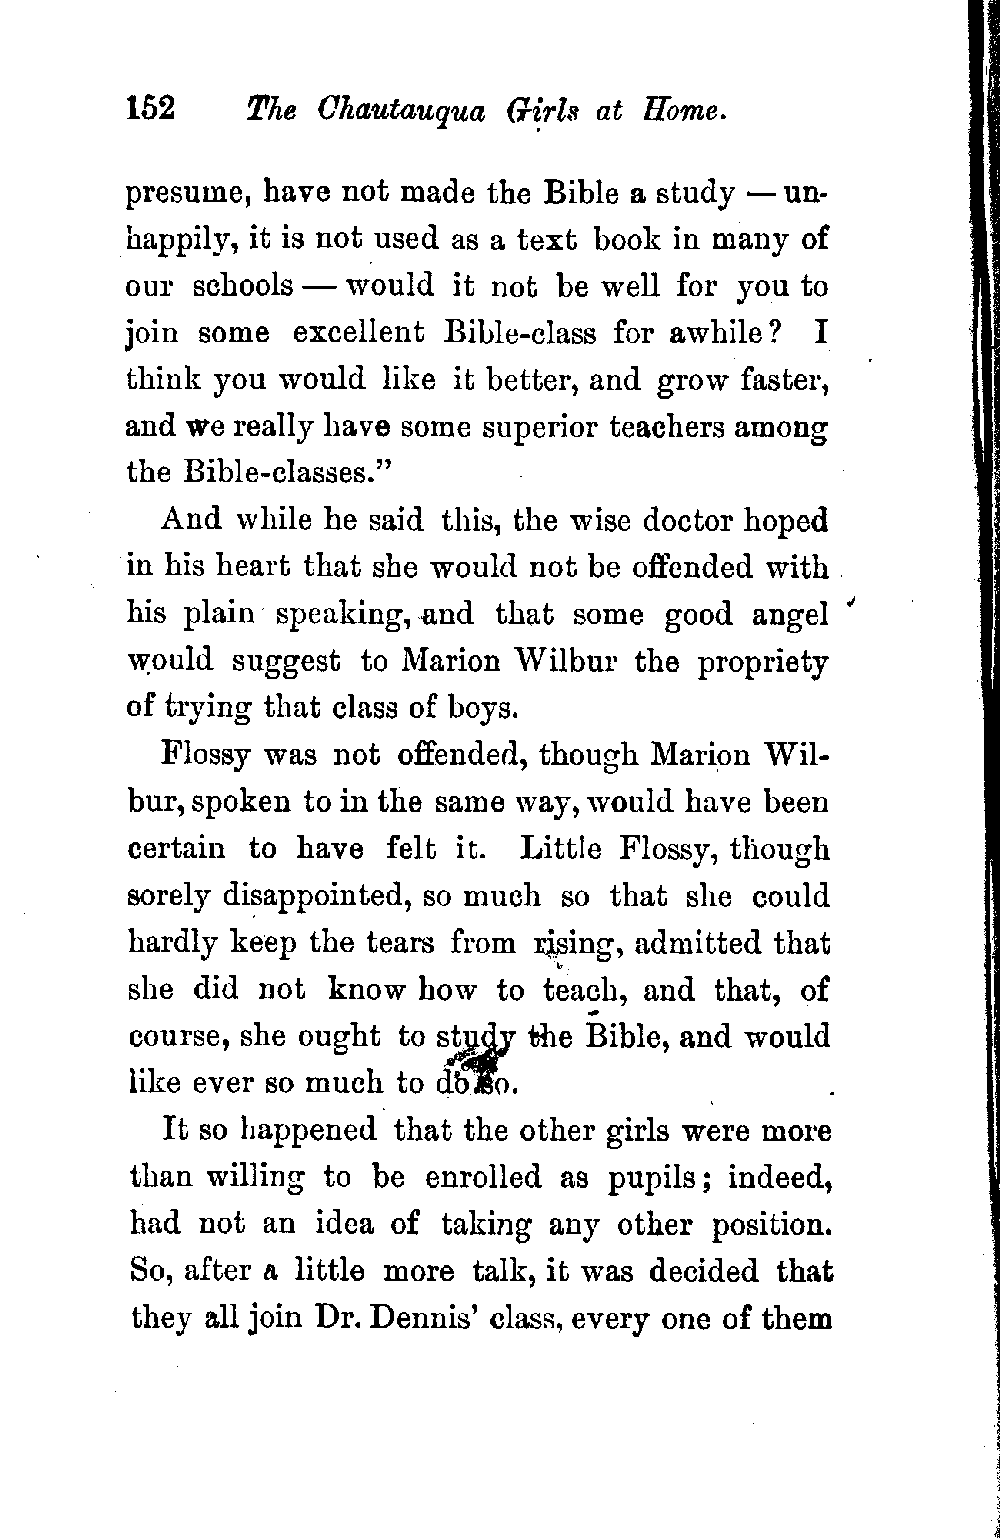 152 The Chautauqua Girls at Home.
presume, have not made the Bible a study — un-
happily, it is not used as a text book in many of
our schools — would it not be well for you to
join some excellent Bible-class for awhile? I
think you would like it better, and grow faster,
and we really have some superior teachers among
the Bible-classes.”
And while he said this, the wise doctor hoped
in his heart that she would not be offended with
his plain speaking, and that some good angel
would suggest to Marion Wilbur the propriety
of trying that class of boys.
Flossy was not offended, though Marion Wil-
bur, spoken to in the same way, would have been
certain to have felt it. Little Flossy, though
sorely disappointed, so much so that she could
hardly keep the tears from rising, admitted that
she did not know how to teach, and that, of
course, she ought to study the Bible, and would
like ever so much to do so.
It so happened that the other girls were more
than willing to be enrolled as pupils; indeed,
had not an idea of taking any other position.
So, after a little more talk, it was decided that
they all join Dr. Dennis’ class, every one of them